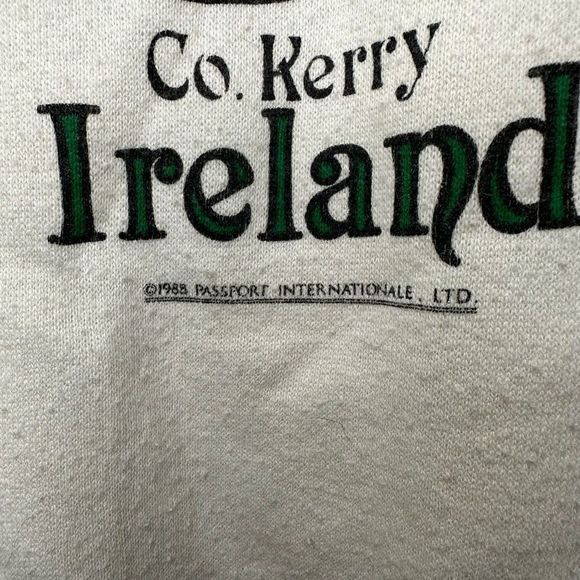 Co. Kerry
Ireland
©1988 PASSPORT INTERNATIONALE, LTD.